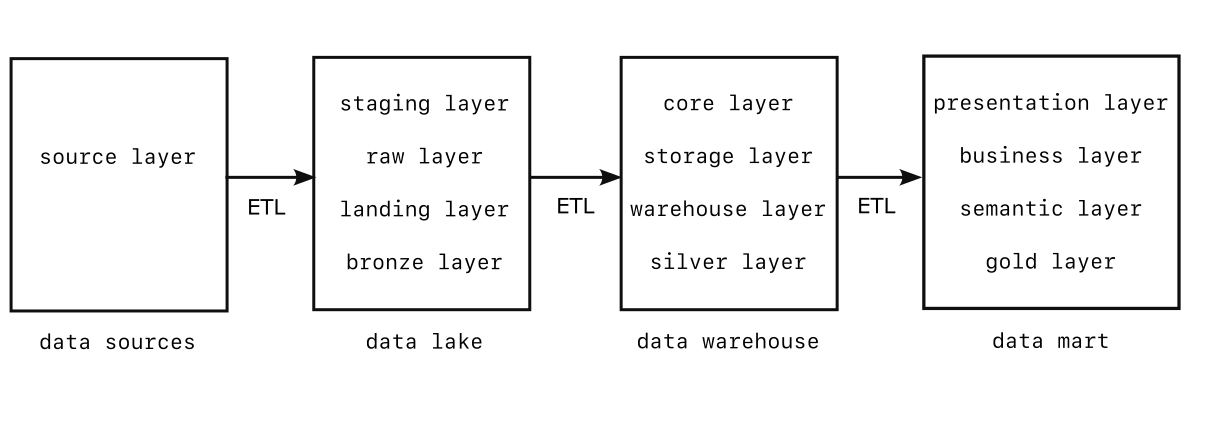 source layer
data sources
ETL
staging layer
raw layer
landing layer
bronze layer
data lake
ETL
core layer
storage layer
warehouse layer
silver layer
data warehouse
ETL
presentation layer
business layer
semantic layer
gold layer
data mart